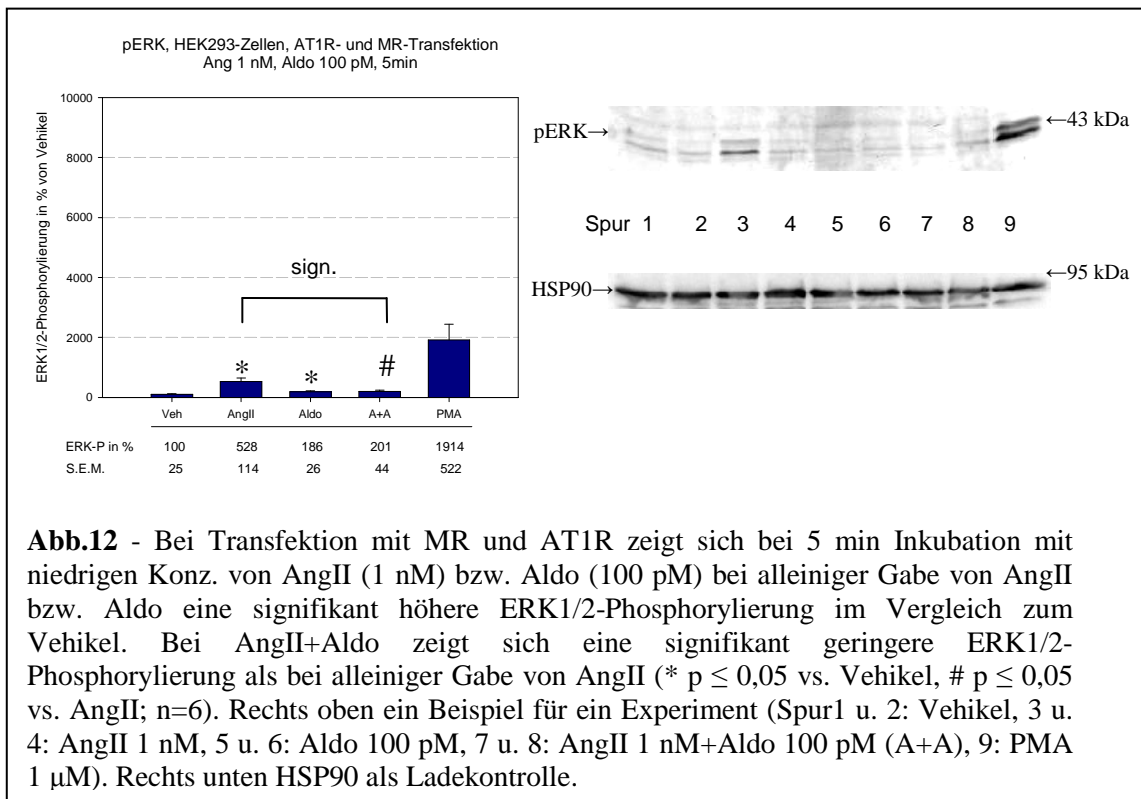 pERK, HEK293-Zellen, AT1R- und MR-Transfektion
Ang 1 nM, Aldo 100 pM, 5min
ERK1/2-Phosphorylierung in % von Vehikel
10000
8000
6000
4000
2000
0
sign.
* * #
Veh AngII Aldo A+A PMA
ERK-P in % 100 528 186 201 1914
S.E.M. 25 114 26 44 522
pERK→ ←43 kDa
Spur 1 2 3 4 5 6 7 8 9
HSP90→ ←95 kDa
Abb.12 - Bei Transfektion mit MR und AT1R zeigt sich bei 5 min Inkubation mit
niedrigen Konz. von AngII (1 nM) bzw. Aldo (100 pM) bei alleiniger Gabe von AngII
bzw. Aldo eine signifikant höhere ERK1/2-Phosphorylierung im Vergleich zum
Vehikel. Bei AngII+Aldo zeigt sich eine signifikant geringere ERK1/2-
Phosphorylierung als bei alleiniger Gabe von AngII (* p ≤ 0,05 vs. Vehikel, # p ≤ 0,05
vs. AngII; n=6). Rechts oben ein Beispiel für ein Experiment (Spur1 u. 2: Vehikel, 3 u.
4: AngII 1 nM, 5 u. 6: Aldo 100 pM, 7 u. 8: AngII 1 nM+Aldo 100 pM (A+A), 9: PMA
1 µM). Rechts unten HSP90 als Ladekontrolle.